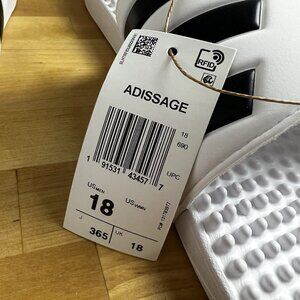 RFID
ADISSAGE
18
690
1 91531 43457 7
UPC
US MEN
US WMN
18
J
365
UK
18